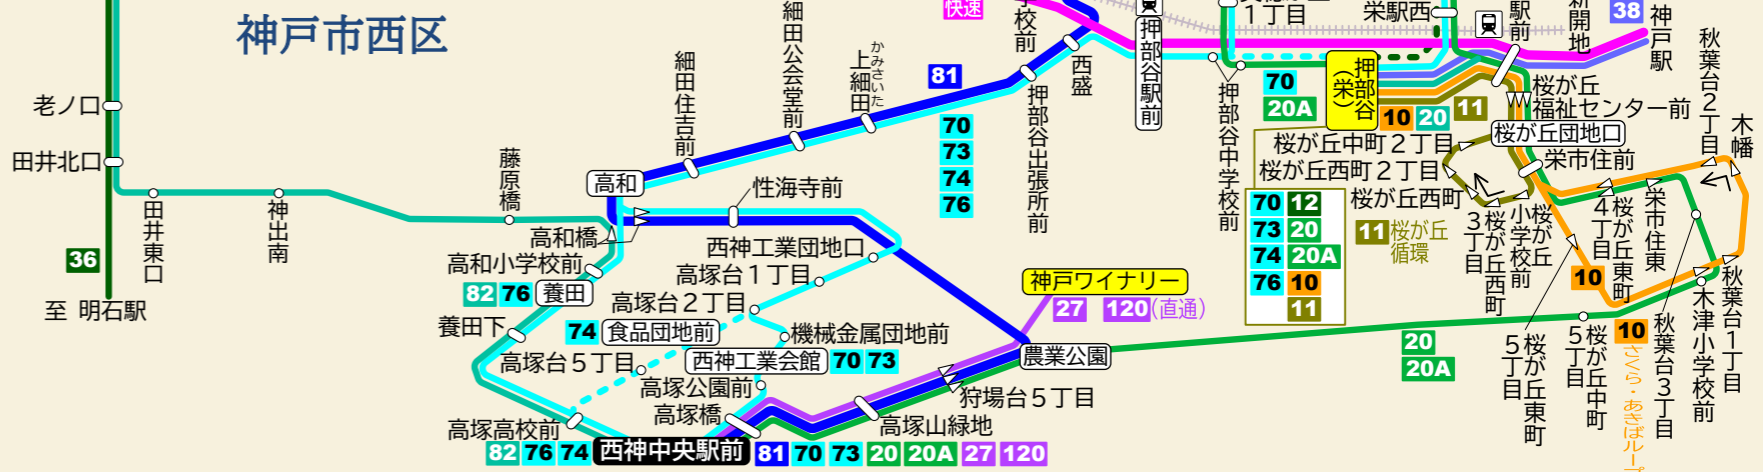 神戸市西区
快速
細田公会堂前
かみさいた
上細田
細田住吉前
81
学校前
西盛
押部谷駅前
押部谷出張所前
1丁目
栄駅西
駅前
新開地
38
神戸駅
押部谷
(栄)
押部谷中学校前
70
20A
10
20
11
桜が丘
福祉センター前
桜が丘団地口
栄市住前
桜が丘中町2丁目
桜が丘西町2丁目
桜が丘西町
3丁目
桜が丘西町
桜が丘
小学校前
11
桜が丘
循環
秋葉台2丁目
木幡
桜が丘東町
4丁目
栄市住東
秋葉台1丁目
木津小学校前
秋葉台3丁目
10
10
さくら・あきばループ
桜が丘中町
5丁目
桜が丘東町
5丁目
70
12
73
20
74
20A
76
10
11
20
20A
老ノ口
田井北口
田井東口
神出南
藤原橋
36
至 明石駅
70
73
74
76
高和
性海寺前
高和橋
高和小学校前
82
76
養田
養田下
西神工業団地口
高塚台1丁目
高塚台2丁目
74
食品団地前
機械金属団地前
高塚台5丁目
西神工業会館
70
73
高塚公園前
高塚橋
高塚高校前
82
76
74
西神中央駅前
81
70
73
20
20A
27
120
高塚山緑地
狩場台5丁目
農業公園
神戸ワイナリー
27
120
(直通)